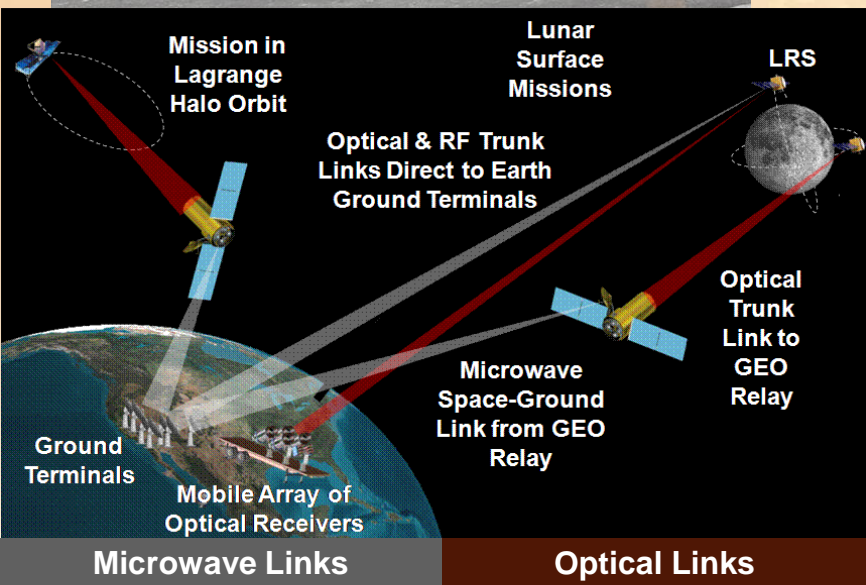 Mission in
Lagrange
Halo Orbit
Lunar
Surface
Missions
LRS
Optical & RF Trunk
Links Direct to Earth
Ground Terminals
Optical
Trunk
Link to
GEO
Relay
Microwave
Space-Ground
Link from GEO
Relay
Ground
Terminals
Mobile Array of
Optical Receivers
Microwave Links
Optical Links